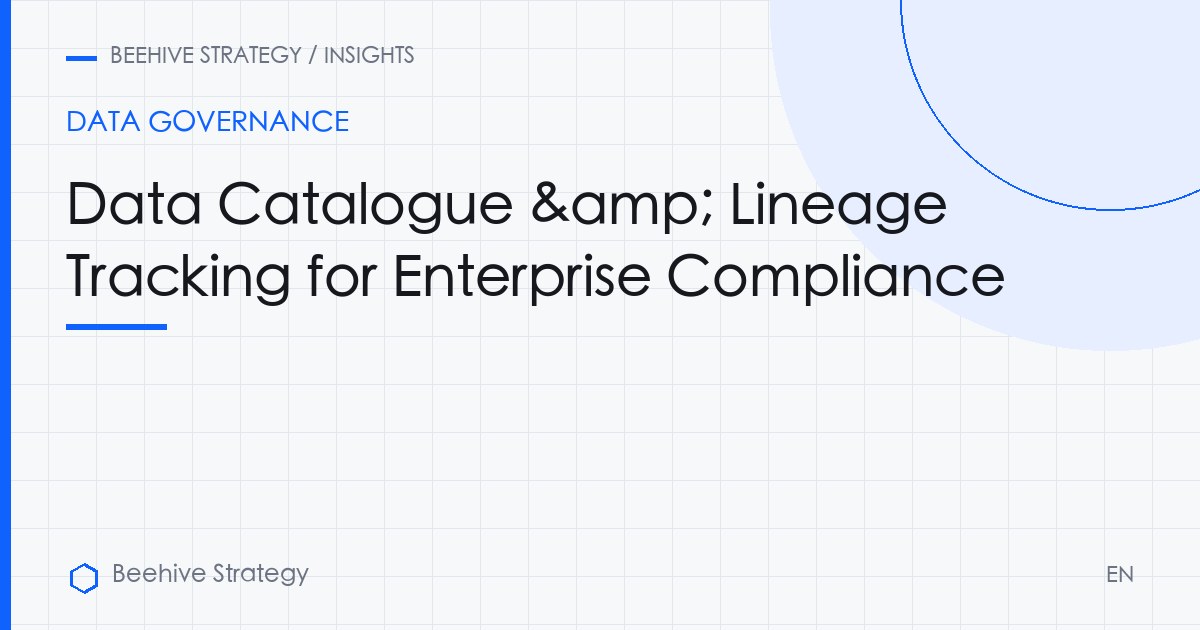 BEEHIVE STRATEGY / INSIGHTS
DATA GOVERNANCE
Data Catalogue &amp; Lineage
Tracking for Enterprise Compliance
Beehive Strategy
EN